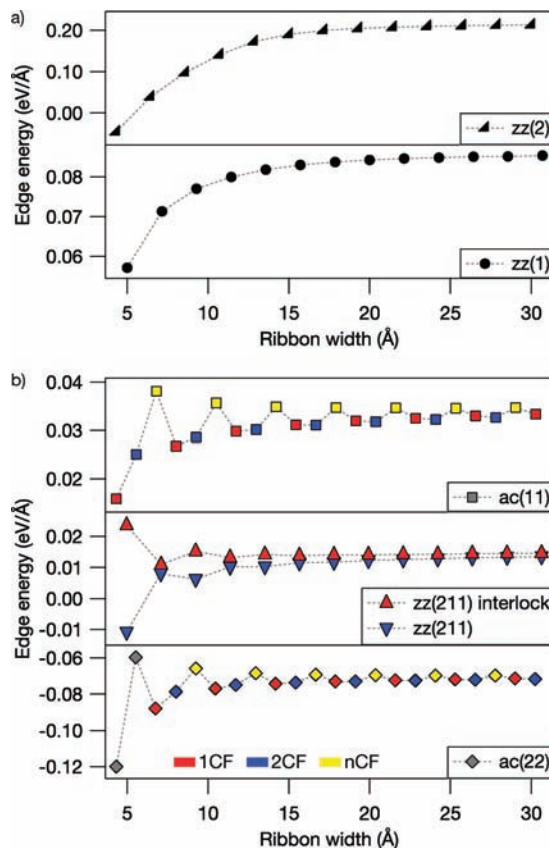 a)
Edge energy (eV/Å)
0.20
0.10
0.00
zz(2)
0.08
0.07
0.06
zz(1)
5 10 15 20 25 30
Ribbon width (Å)
b)
Edge energy (eV/Å)
0.04
0.03
0.02
ac(11)
0.02
0.01
0.00
-0.01
zz(211) interlock
zz(211)
-0.06
-0.08
-0.10
-0.12
1CF 2CF nCF
ac(22)
5 10 15 20 25 30
Ribbon width (Å)